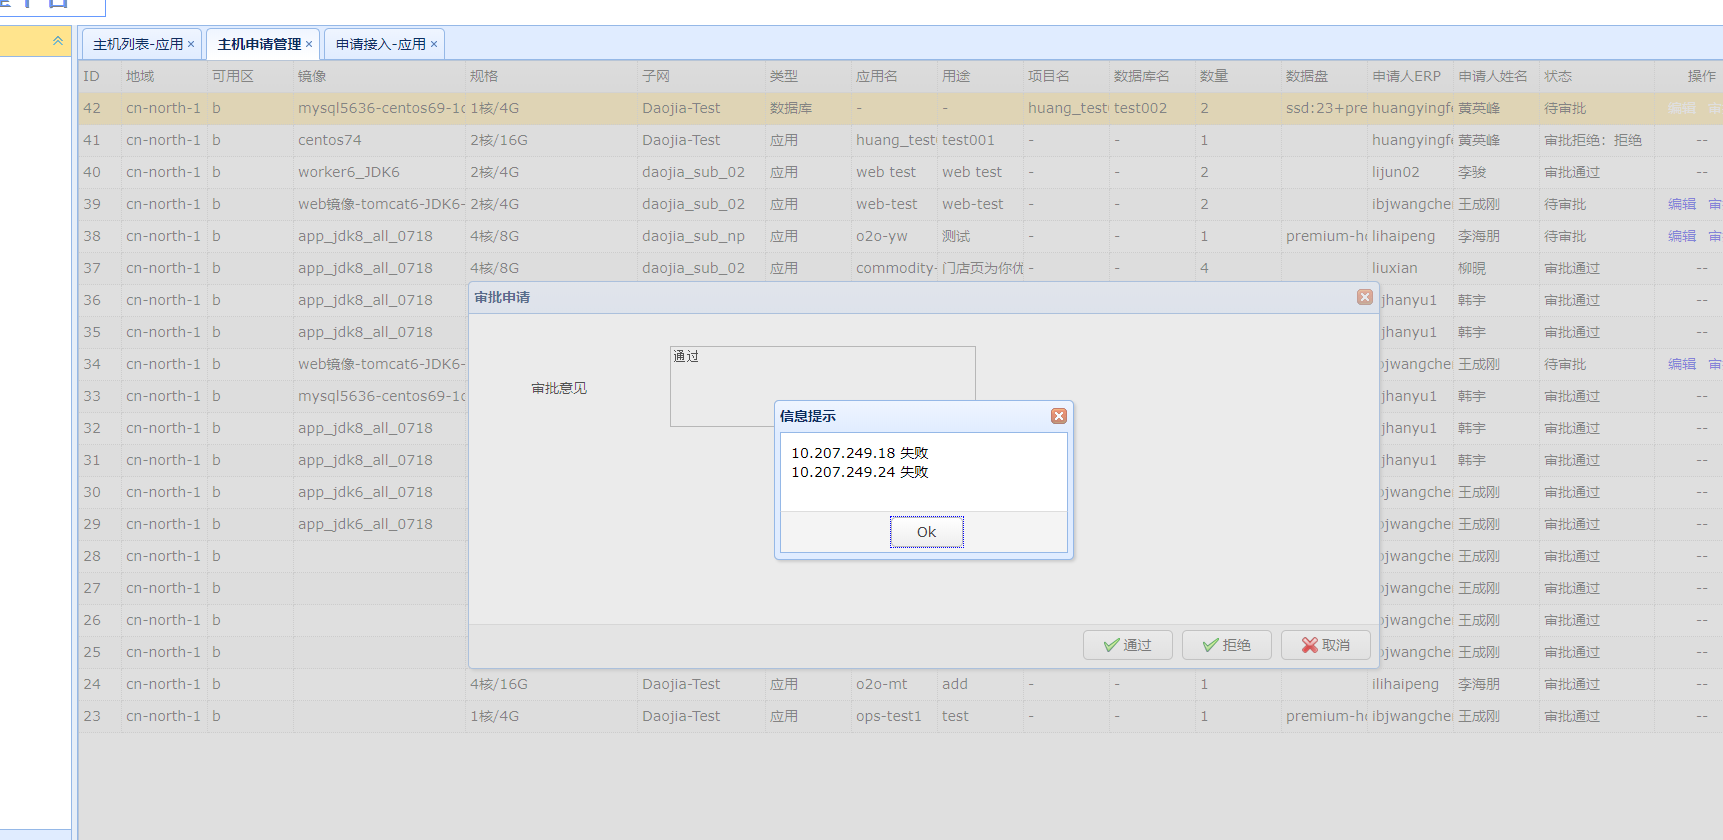 主机列表-应用 × 主机申请管理 × 申请接入-应用 ×
ID 地域 可用区 镜像 规格 子网 类型 应用名 用途 项目名 数据库名 数量 数据盘 申请人ERP 申请人姓名 状态 操作
42 cn-north-1 b mysql5636-centos69-1c 1核/4G Daojia-Test 数据库 - - huang_test test002 2 ssd:23+pre huangyingfe 黄英峰 待审批 编辑 审
41 cn-north-1 b centos74 2核/16G Daojia-Test 应用 huang_test test001 - - 1 huangyingfe 黄英峰 审批拒绝：拒绝 --
40 cn-north-1 b worker6_JDK6 2核/4G daojia_sub_02 应用 web test web test - - 2 lijun02 李骏 审批通过 --
39 cn-north-1 b web镜像-tomcat6-JDK6- 2核/4G daojia_sub_02 应用 web-test web-test - - 2 ibjwangche 王成刚 待审批 编辑 审
38 cn-north-1 b app_jdk8_all_0718 4核/8G daojia_sub_np 应用 o2o-yw 测试 - - 1 premium-hd lihaipeng 李海朋 待审批 编辑 审
37 cn-north-1 b app_jdk8_all_0718 4核/8G daojia_sub_02 应用 commodity- 门店页为你优 - - 4 liuxian 柳晛 审批通过 --
36 cn-north-1 b app_jdk8_all_0718 jhanyu1 韩宇 审批通过 --
35 cn-north-1 b app_jdk8_all_0718 jhanyu1 韩宇 审批通过 --
34 cn-north-1 b web镜像-tomcat6-JDK6- jwangche 王成刚 待审批 编辑 审
33 cn-north-1 b mysql5636-centos69-1c jhanyu1 韩宇 审批通过 --
32 cn-north-1 b app_jdk8_all_0718 jhanyu1 韩宇 审批通过 --
31 cn-north-1 b app_jdk8_all_0718 jhanyu1 韩宇 审批通过 --
30 cn-north-1 b app_jdk6_all_0718 jwangche 王成刚 审批通过 --
29 cn-north-1 b app_jdk6_all_0718 jwangche 王成刚 审批通过 --
28 cn-north-1 b jwangche 王成刚 审批通过 --
27 cn-north-1 b jwangche 王成刚 审批通过 --
26 cn-north-1 b jwangche 王成刚 审批通过 --
25 cn-north-1 b jwangche 王成刚 审批通过 --
24 cn-north-1 b 4核/16G Daojia-Test 应用 o2o-mt add - - 1 ilihaipeng 李海朋 审批通过 --
23 cn-north-1 b 1核/4G Daojia-Test 应用 ops-test1 test - - 1 premium-hd ibjwangche 王成刚 审批通过 --
审批申请
审批意见
通过
信息提示
10.207.249.18 失败
10.207.249.24 失败
Ok
通过 拒绝 取消